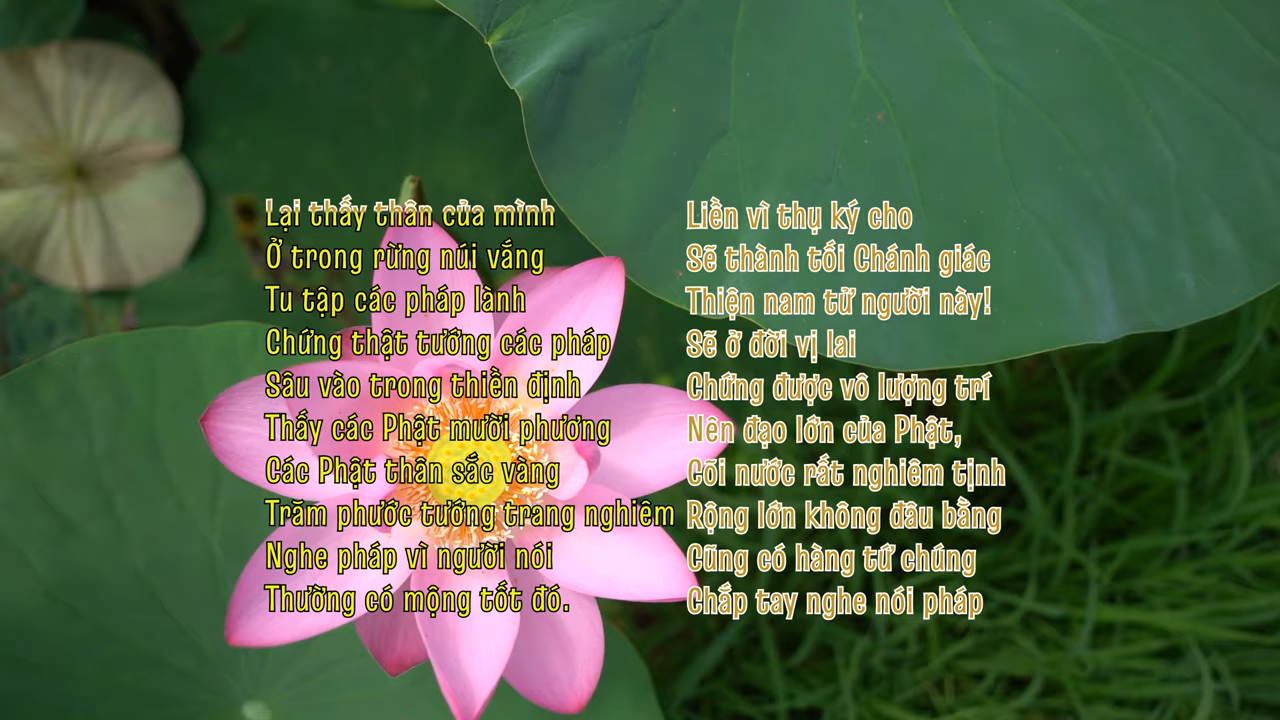 Lại thấy thân của mình
Ở trong rừng núi vắng
Tu tập các pháp lành
Chứng thật tướng các pháp
Sâu vào trong thiền định
Thấy các Phật mười phương
Các Phật thân sắc vàng
Trăm phước tướng trang nghiêm
Nghe pháp vì người nói
Thường có mộng tốt đó.
Liền vì thụ ký cho
Sẽ thành tối Chánh giác
Thiện nam tử người này!
Sẽ ở đời vị lai
Chứng được vô lượng trí
Nên đạo lớn của Phật,
Cõi nước rất nghiêm tịnh
Rộng lớn không đâu bằng
Cũng có hàng tứ chúng
Chắp tay nghe nói pháp